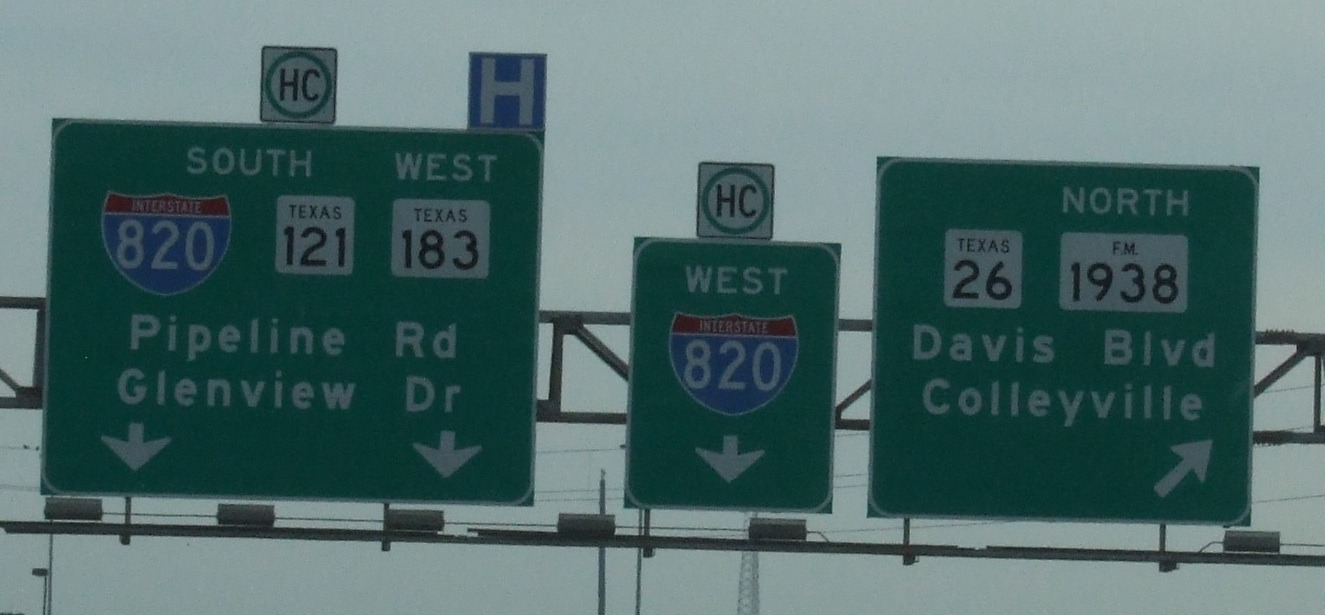 HC
H
SOUTH WEST
INTERSTATE 820 TEXAS 121 TEXAS 183
Pipeline Rd
Glenview Dr
HC
WEST
INTERSTATE
820
NORTH
TEXAS 26 F.M. 1938
Davis Blvd
Colleyville